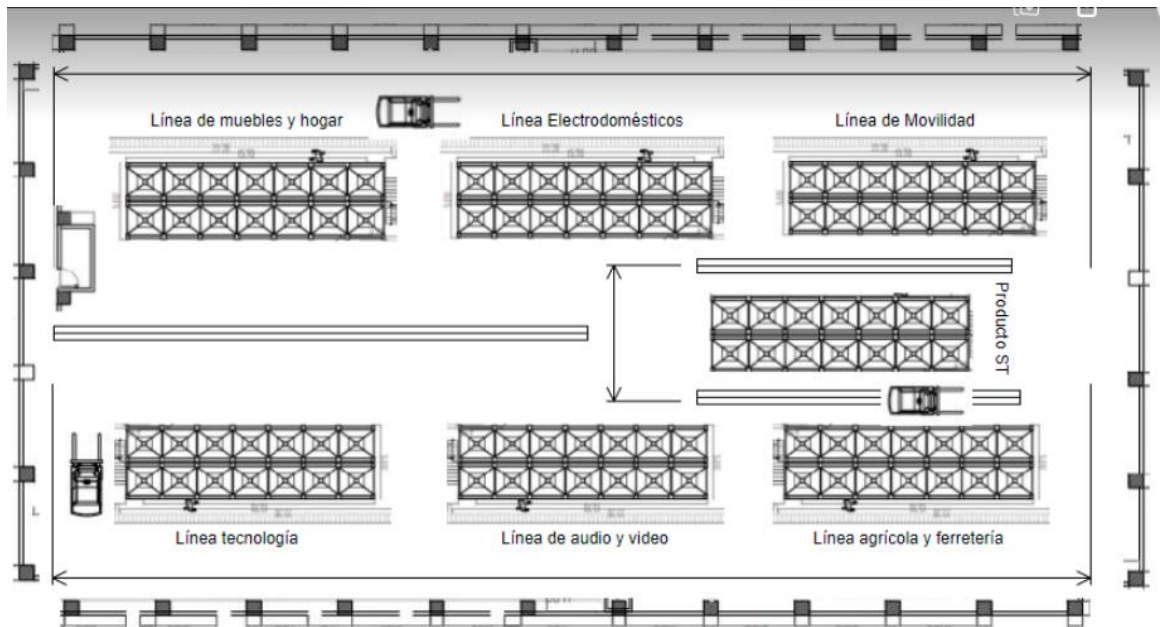 Línea de muebles y hogar
Línea Electrodomésticos
Línea de Movilidad
Producto ST
Línea tecnología
Línea de audio y video
Línea agrícola y ferretería